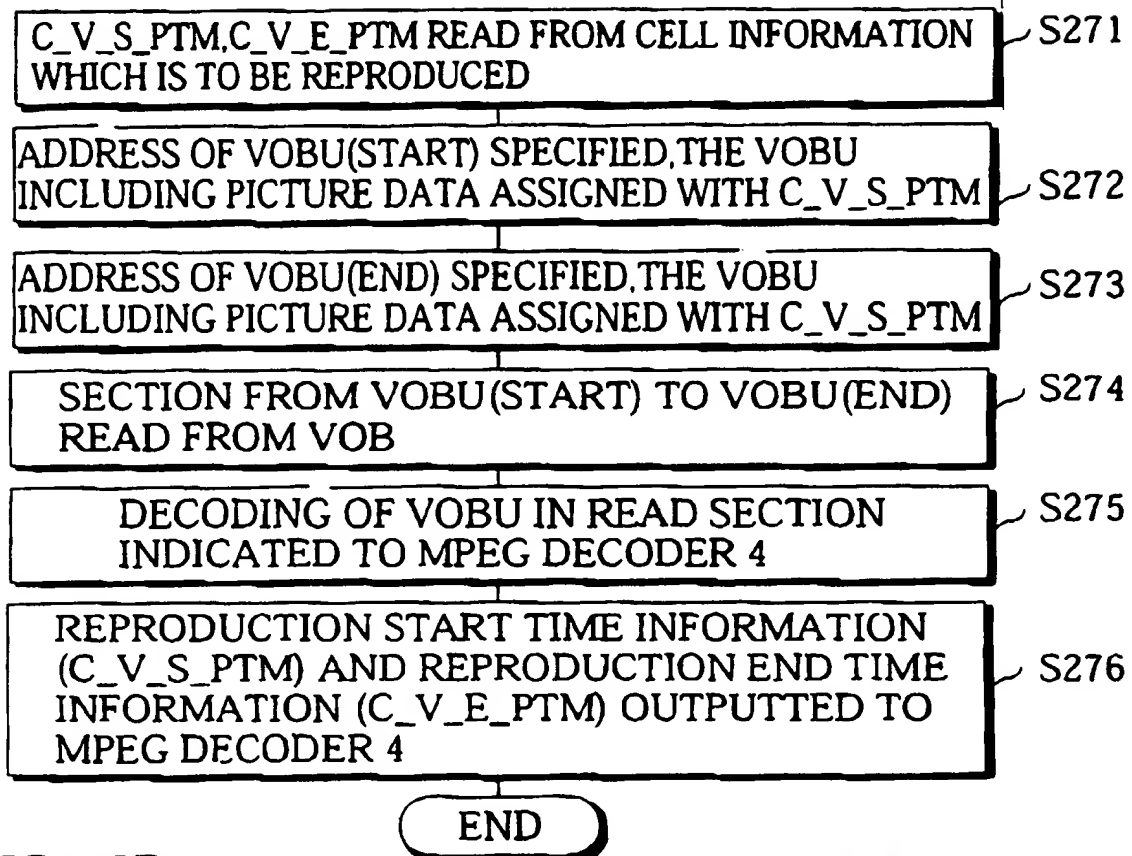 C_V_S_PTM,C_V_E_PTM READ FROM CELL INFORMATION
WHICH IS TO BE REPRODUCED
S271
ADDRESS OF VOBU(START) SPECIFIED,THE VOBU
INCLUDING PICTURE DATA ASSIGNED WITH C_V_S_PTM
S272
ADDRESS OF VOBU(END) SPECIFIED,THE VOBU
INCLUDING PICTURE DATA ASSIGNED WITH C_V_S_PTM
S273
SECTION FROM VOBU(START) TO VOBU(END)
READ FROM VOB
S274
DECODING OF VOBU IN READ SECTION
INDICATED TO MPEG DECODER 4
S275
REPRODUCTION START TIME INFORMATION
(C_V_S_PTM) AND REPRODUCTION END TIME
INFORMATION (C_V_E_PTM) OUTPUTTED TO
MPEG DECODER 4
S276
END